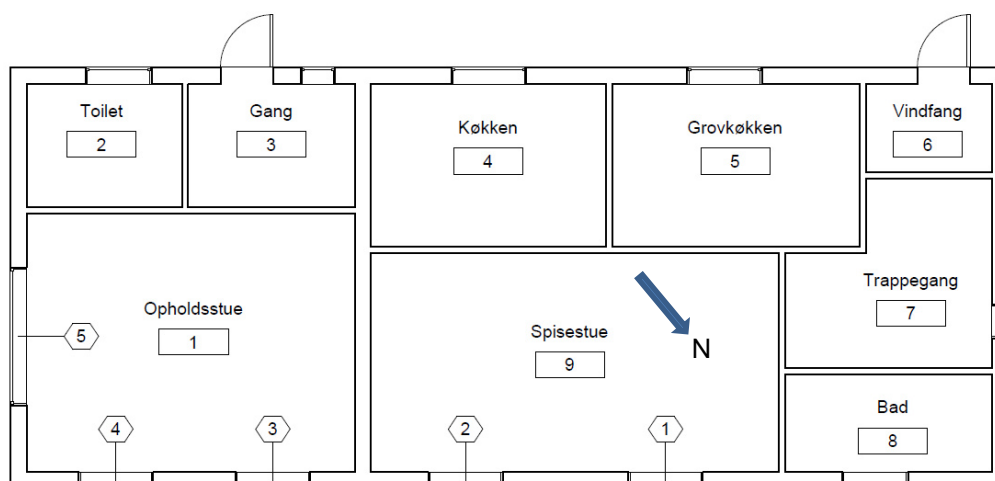 Toilet
2
Gang
3
Køkken
4
Grovkøkken
5
Vindfang
6
Opholdsstue
1
5
Spisestue
9
N
Trappegang
7
4
3
2
1
Bad
8